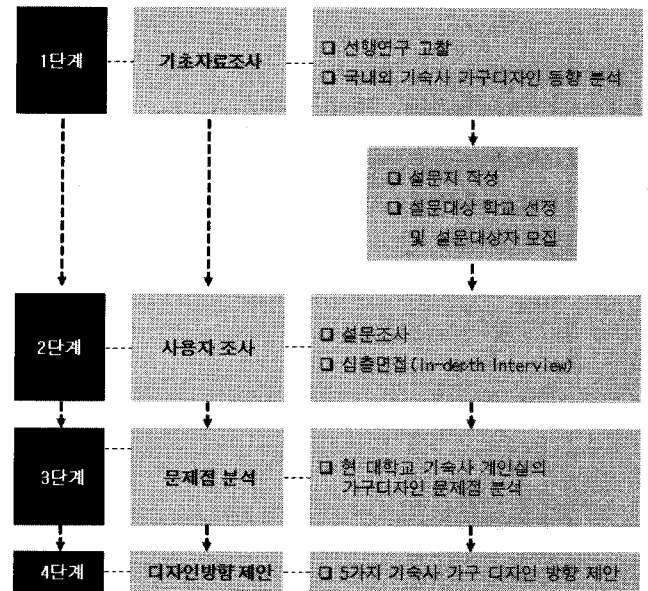 1단계
기초자료조사
❑ 선행연구 고찰
❑ 국내외 기숙사 가구디자인 동향 분석
❑ 설문지 작성
❑ 설문대상 학교 선정
및 설문대상자 모집
2단계
사용자 조사
❑ 설문조사
❑ 심층면접(In-depth Interview)
3단계
문제점 분석
❑ 현 대학교 기숙사 개인실의
가구디자인 문제점 분석
4단계
디자인방향 제안
❑ 5가지 기숙사 가구 디자인 방향 제안